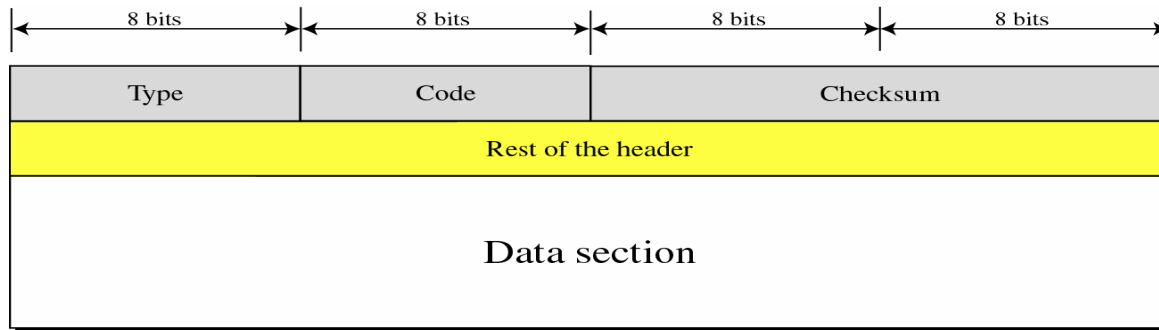 8 bits 8 bits 8 bits 8 bits
Type Code Checksum
Rest of the header
Data section